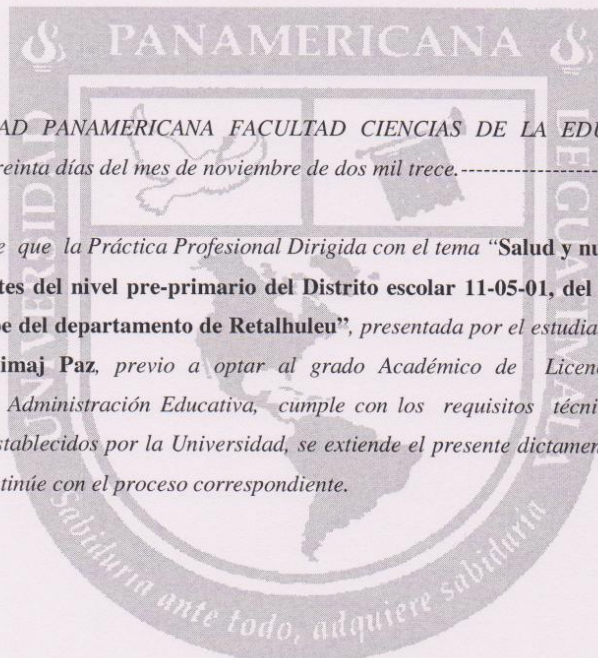 PANAMERICANA
UNIVERSIDAD
DE GUATEMALA
AD PANAMERICANA FACULTAD CIENCIAS DE LA EDU
reinta días del mes de noviembre de dos mil trece.--------------------
e que la Práctica Profesional Dirigida con el tema “Salud y nu
tes del nivel pre-primario del Distrito escolar 11-05-01, del
pe del departamento de Retalhuleu”, presentada por el estudia
imaj Paz, previo a optar al grado Académico de Licen
Administración Educativa, cumple con los requisitos técni
stablecidos por la Universidad, se extiende el presente dictamen
tinúe con el proceso correspondiente.
Sabiduría ante todo, adquiere sabiduría